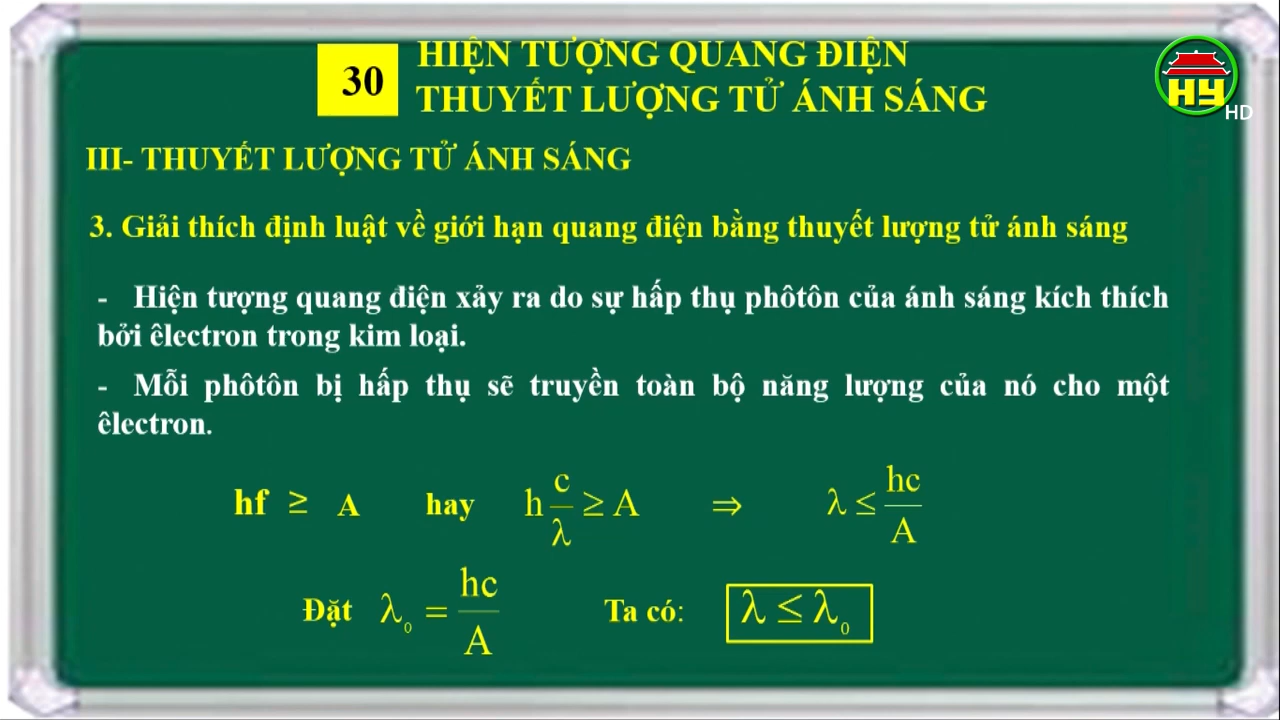 30
HIỆN TƯỢNG QUANG ĐIỆN
THUYẾT LƯỢNG TỬ ÁNH SÁNG
HY
HD
III- THUYẾT LƯỢNG TỬ ÁNH SÁNG
3. Giải thích định luật về giới hạn quang điện bằng thuyết lượng tử ánh sáng
- Hiện tượng quang điện xảy ra do sự hấp thụ phôtôn của ánh sáng kích thích
bởi êlectron trong kim loại.
- Mỗi phôtôn bị hấp thụ sẽ truyền toàn bộ năng lượng của nó cho một
êlectron.
hf ≥ A hay h c/λ ≥ A ⇒ λ ≤ hc/A
Đặt λ₀ = hc/A Ta có: λ ≤ λ₀